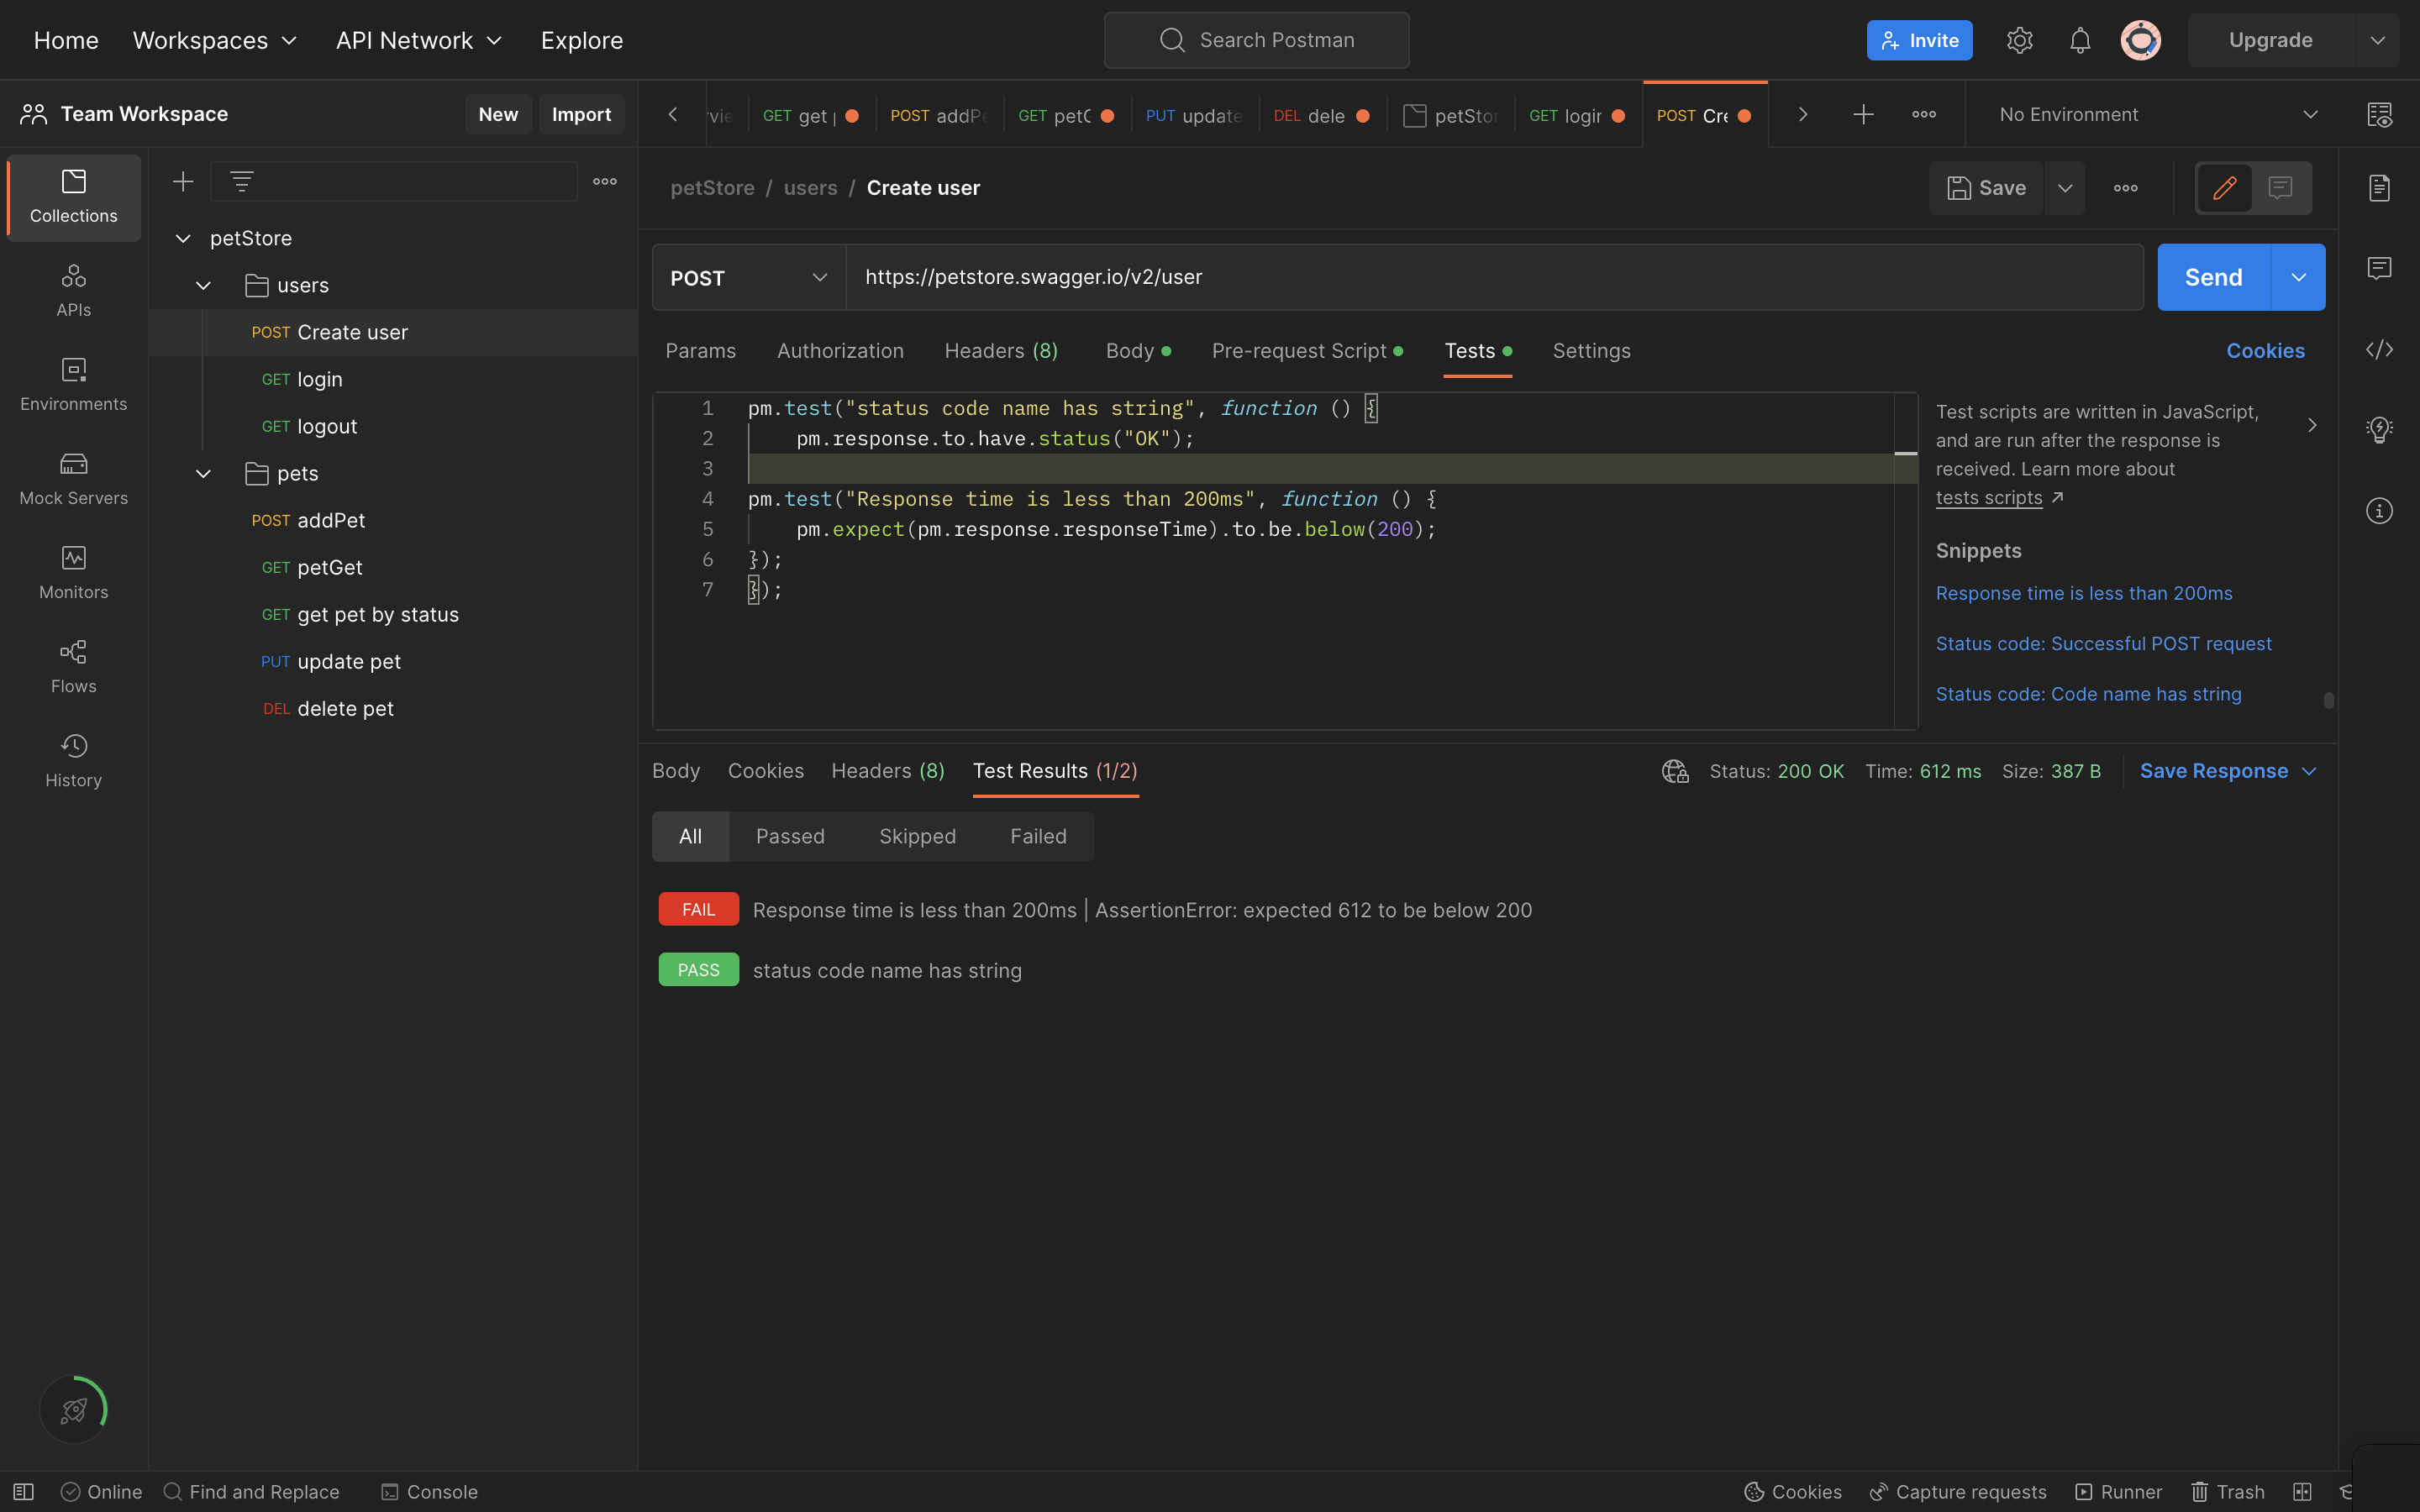 Home Workspaces API Network Explore Search Postman Invite Upgrade
Team Workspace New Import
GET get POST addPe GET petG PUT update DEL dele petStor GET login POST Cre No Environment
Collections
APIs
Environments
Mock Servers
Monitors
Flows
History
petStore
users
POST Create user
GET login
GET logout
pets
POST addPet
GET petGet
GET get pet by status
PUT update pet
DEL delete pet
petStore / users / Create user Save
POST https://petstore.swagger.io/v2/user Send
Params Authorization Headers (8) Body Pre-request Script Tests Settings Cookies
1 pm.test("status code name has string", function () {
2 pm.response.to.have.status("OK");
3
4 pm.test("Response time is less than 200ms", function () {
5 pm.expect(pm.response.responseTime).to.be.below(200);
6 });
7 });
Test scripts are written in JavaScript,
and are run after the response is
received. Learn more about
tests scripts
Snippets
Response time is less than 200ms
Status code: Successful POST request
Status code: Code name has string
Body Cookies Headers (8) Test Results (1/2) Status: 200 OK Time: 612 ms Size: 387 B Save Response
All Passed Skipped Failed
FAIL Response time is less than 200ms | AssertionError: expected 612 to be below 200
PASS status code name has string
Online Find and Replace Console Cookies Capture requests Runner Trash